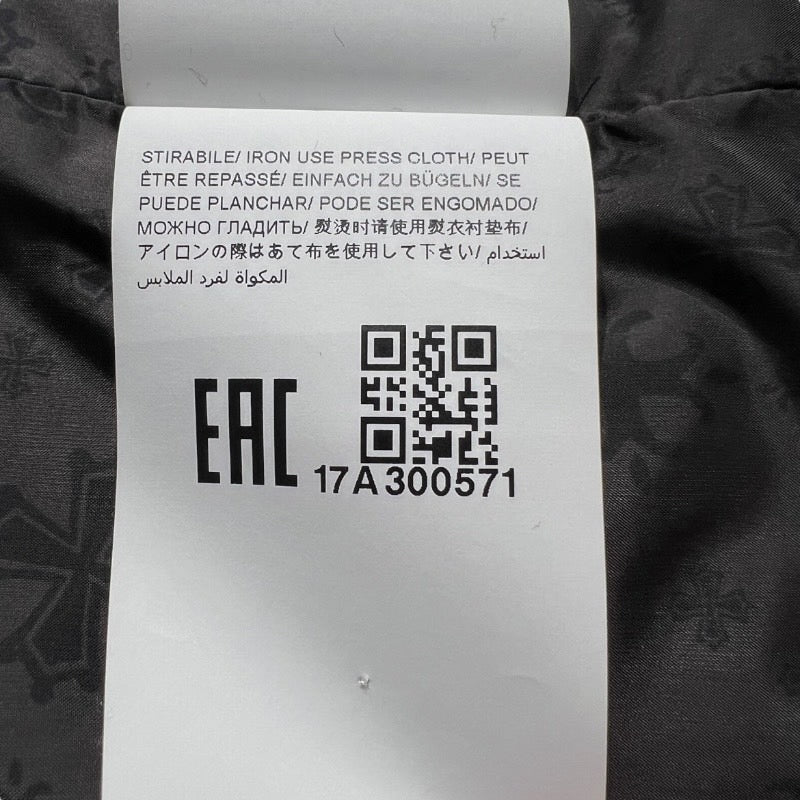 STIRABILE/ IRON USE PRESS CLOTH/ PEUT
ÊTRE REPASSÉ/ EINFACH ZU BÜGELN/ SE
PUEDE PLANCHAR/ PODE SER ENGOMADO/
МОЖНО ГЛАДИТЬ/ 熨烫时请使用熨衣衬垫布/
アイロンの際はあて布を使用して下さい/ استخدام
المكواة لفرد الملابس
EAC
17A300571